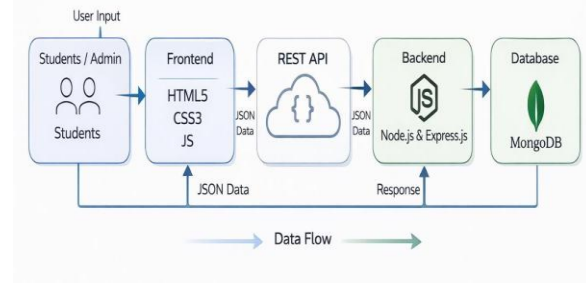 User Input
Students / Admin
Students
Frontend
HTML5
CSS3
JS
JSON
Data
REST API
{ }
JSON
Data
Backend
JS
Node.js & Express.js
Database
MongoDB
JSON Data
Response
Data Flow